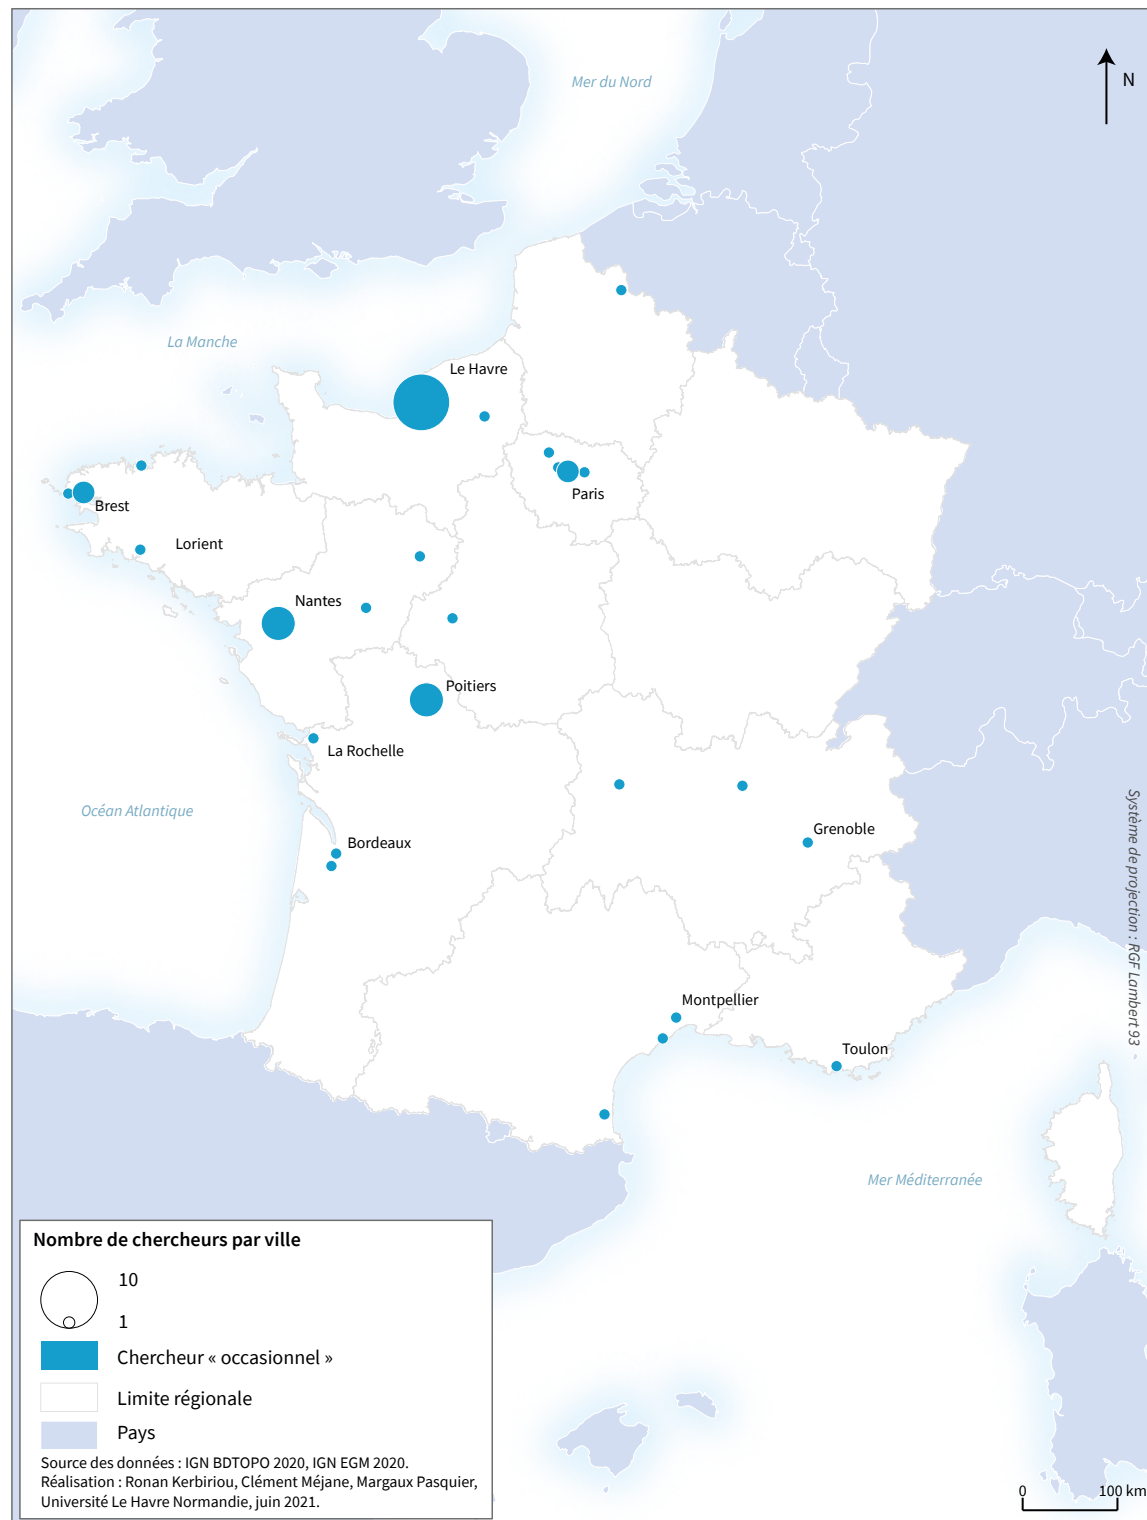 Mer du Nord
N
La Manche
Le Havre
Paris
Brest
Lorient
Nantes
Poitiers
La Rochelle
Océan Atlantique
Bordeaux
Grenoble
Système de projection : RGF Lambert 93 -
Montpellier
Toulon
Mer Méditerranée
Nombre de chercheurs par ville
10
1
Chercheur « occasionnel »
Limite régionale
Pays
Source des données : IGN BDTOPO 2020, IGN EGM 2020.
Réalisation : Ronan Kerbiriou, Clément Méjane, Margaux Pasquier,
Université Le Havre Normandie, juin 2021.
0 100 km